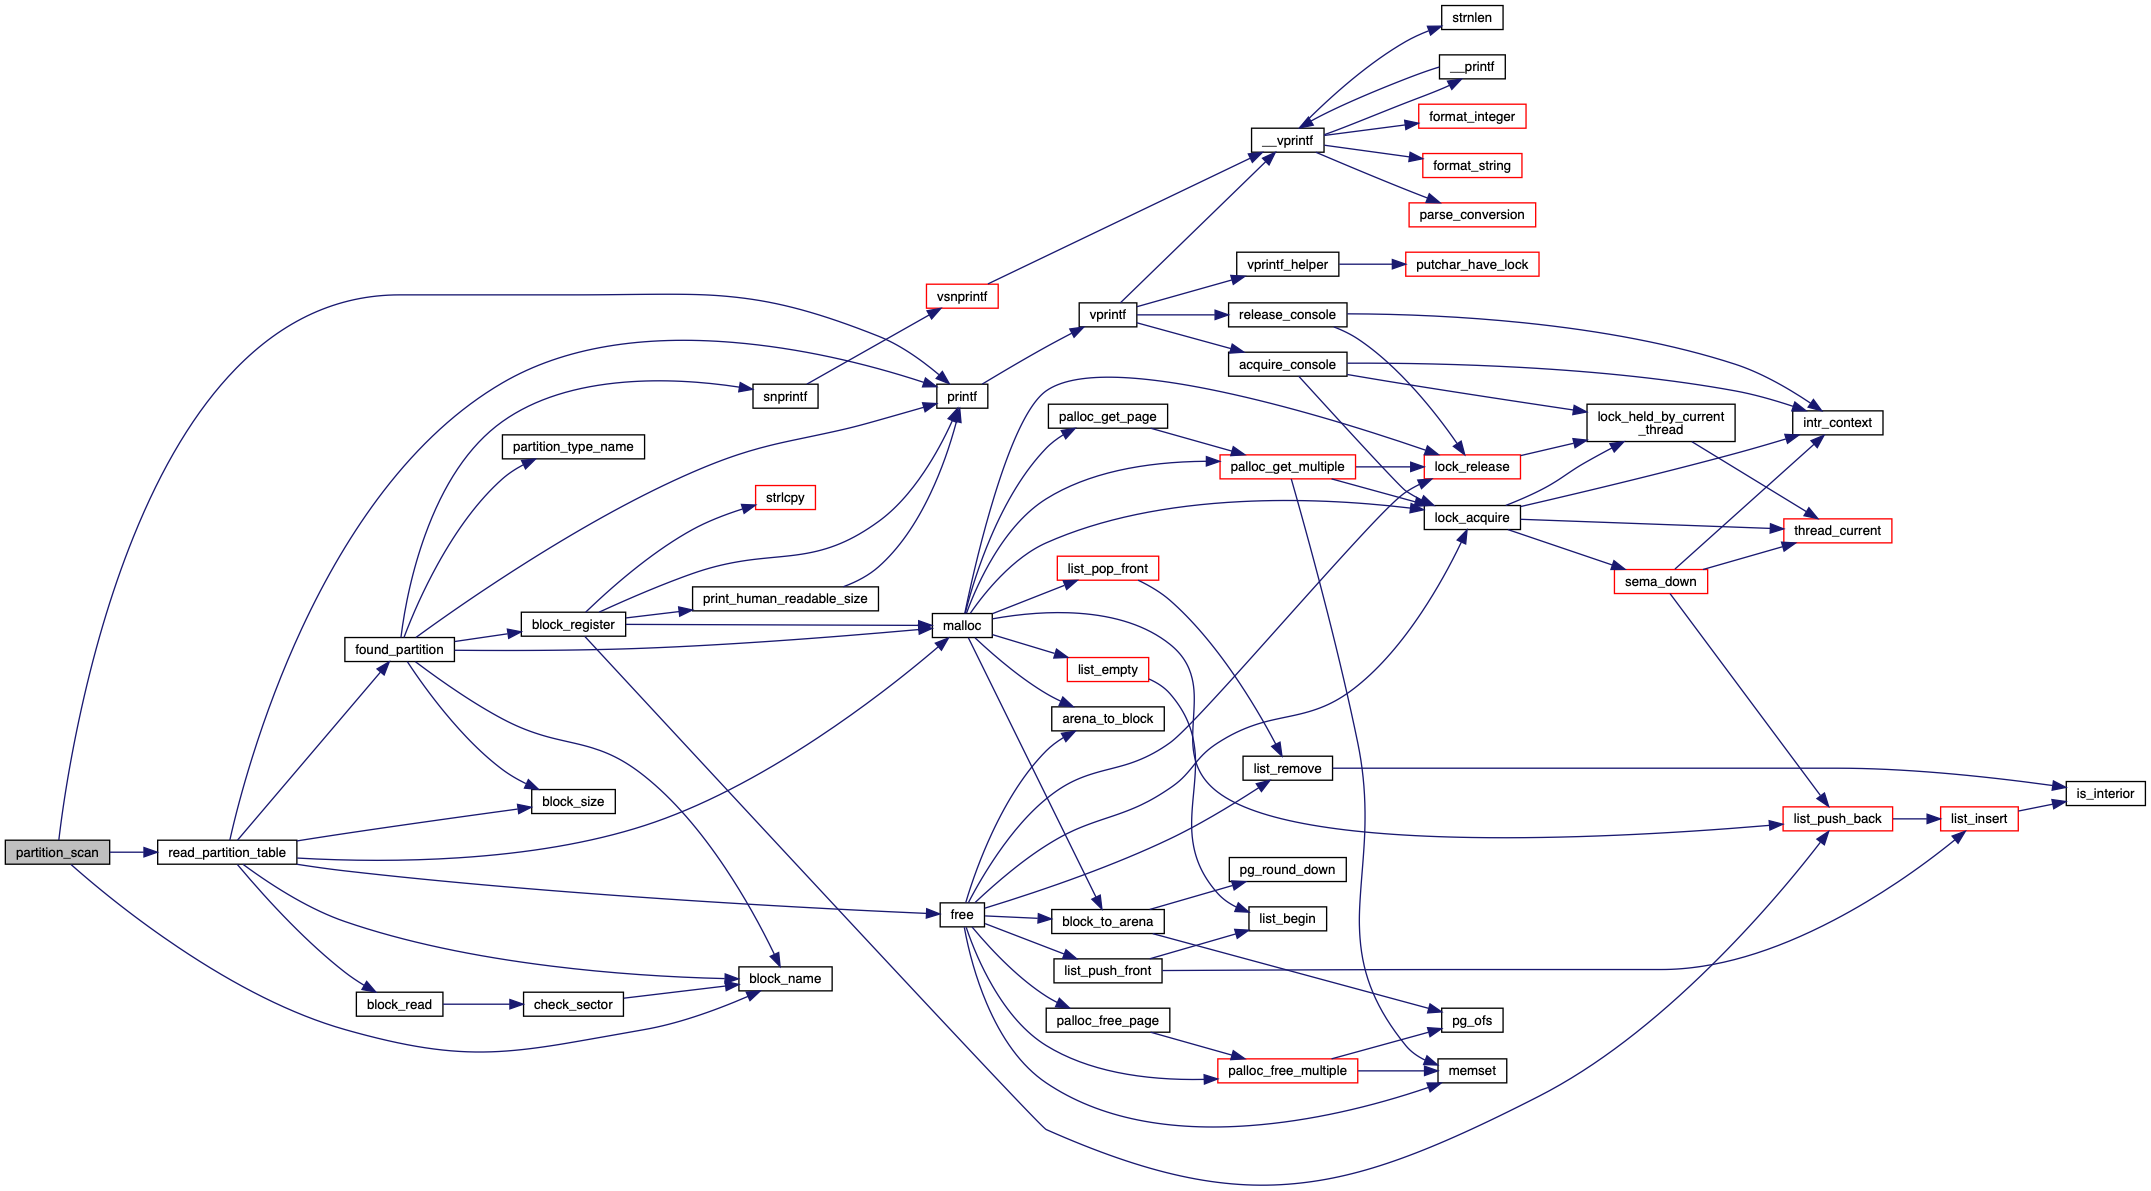 strnlen
__printf
format_integer
__vprintf
format_string
parse_conversion
vprintf_helper
putchar_have_lock
vsnprintf
vprintf
release_console
acquire_console
snprintf
printf
palloc_get_page
lock_held_by_current
_thread
intr_context
partition_type_name
palloc_get_multiple
lock_release
strlcpy
lock_acquire
thread_current
list_pop_front
sema_down
print_human_readable_size
block_register
malloc
found_partition
list_empty
arena_to_block
list_remove
is_interior
block_size
list_push_back
list_insert
partition_scan
read_partition_table
pg_round_down
free
block_to_arena
list_begin
list_push_front
block_name
block_read
check_sector
palloc_free_page
pg_ofs
palloc_free_multiple
memset